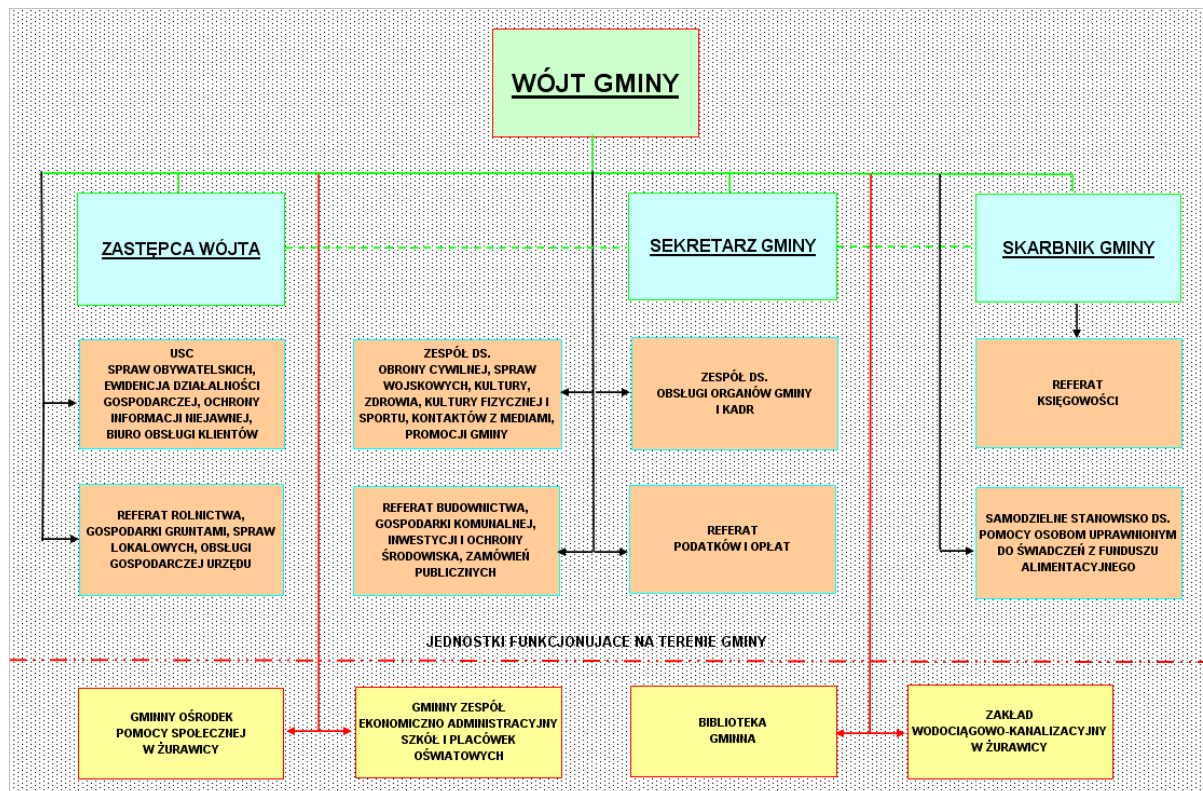 WÓJT GMINY
ZASTĘPCA WÓJTA
SEKRETARZ GMINY
SKARBNIK GMINY
USC
SPRAW OBYWATELSKICH,
EWIDENCJA DZIAŁALNOŚCI
GOSPODARCZEJ, OCHRONY
INFORMACJI NIEJAWNEJ,
BIURO OBSŁUGI KLIENTÓW
ZESPÓŁ DS.
OBRONY CYWILNEJ, SPRAW
WOJSKOWYCH, KULTURY,
ZDROWIA, KULTURY FIZYCZNEJ I
SPORTU, KONTAKTÓW Z MEDIAMI,
PROMOCJI GMINY
ZESPÓŁ DS.
OBSŁUGI ORGANÓW GMINY
I KADR
REFERAT
KSIĘGOWOŚCI
REFERAT ROLNICTWA,
GOSPODARKI GRUNTAMI, SPRAW
LOKALOWYCH, OBSŁUGI
GOSPODARCZEJ URZĘDU
REFERAT BUDOWNICTWA,
GOSPODARKI KOMUNALNEJ,
INWESTYCJI I OCHRONY
ŚRODOWISKA, ZAMÓWIEŃ
PUBLICZNYCH
REFERAT
PODATKÓW I OPŁAT
SAMODZIELNE STANOWISKO DS.
POMOCY OSOBOM UPRAWNIONYM
DO ŚWIADCZEŃ Z FUNDUSZU
ALIMENTACYJNEGO
JEDNOSTKI FUNKCJONUJACE NA TERENIE GMINY
GMINNY OŚRODEK
POMOCY SPOŁECZNEJ
W ŻURAWICY
GMINNY ZESPÓŁ
EKONOMICZNO ADMINISTRACYJNY
SZKÓŁ I PLACÓWEK
OŚWIATOWYCH
BIBLIOTEKA
GMINNA
ZAKŁAD
WODOCIĄGOWO-KANALIZACYJNY
W ŻURAWICY